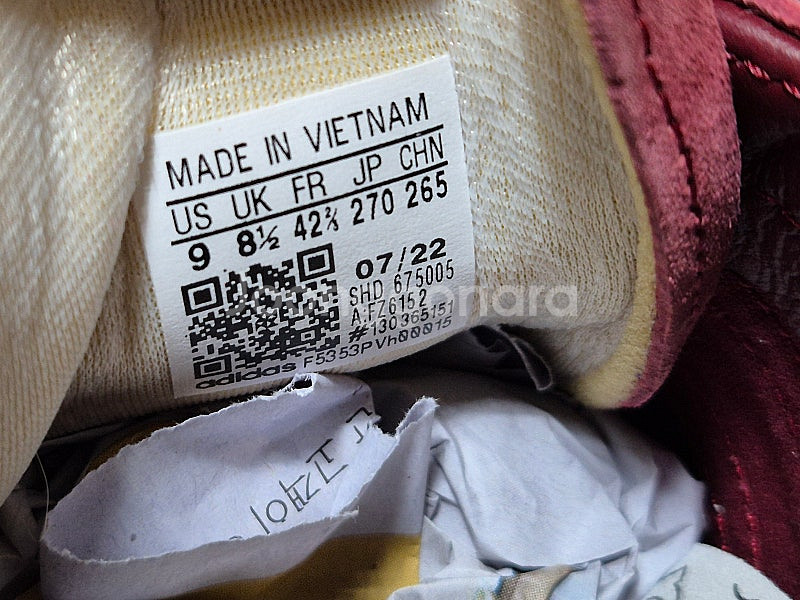 MADE IN VIETNAM
US UK FR JP CHN
9 8½ 42⅔ 270 265
07/22
SHD 675005
A:FZ6152
#130365151
adidas F5353PVh00015